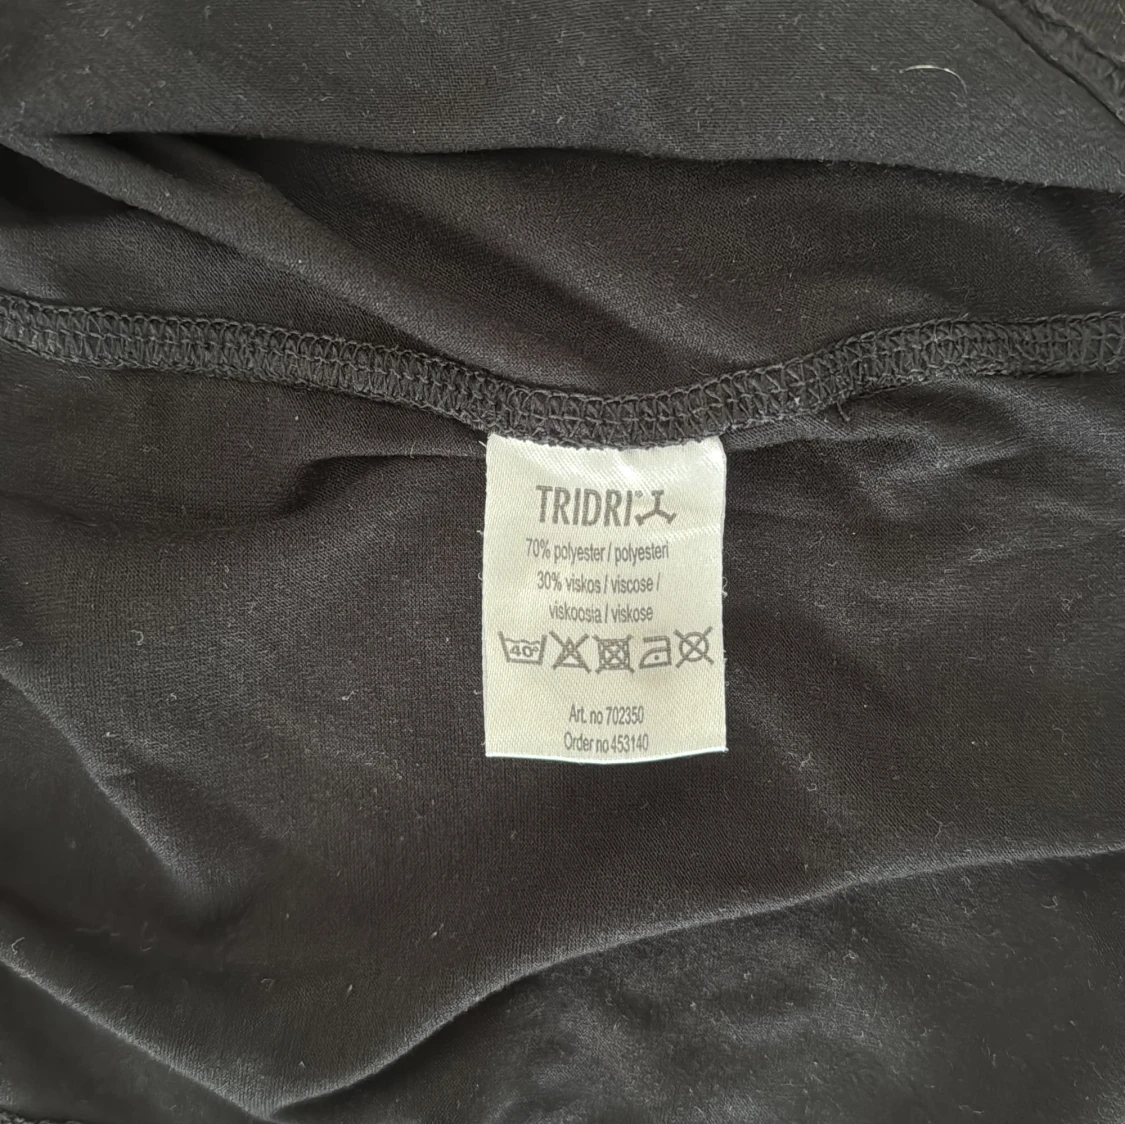 TRIDRI®
70% polyester / polyesteri
30% viskos / viscose /
viskoosia / viskose
40°
Art. no 702350
Order no 453140